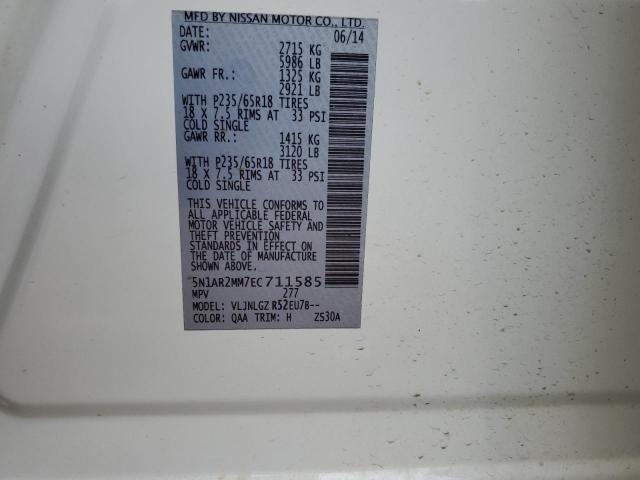 MFD BY NISSAN MOTOR CO., LTD.
DATE: 06/14
GVWR: 2715 KG
5986 LB
GAWR FR.: 1325 KG
2921 LB
WITH P235/65R18 TIRES
18 X 7.5 RIMS AT 33 PSI
COLD SINGLE
GAWR RR.: 1415 KG
3120 LB
WITH P235/65R18 TIRES
18 X 7.5 RIMS AT 33 PSI
COLD SINGLE
THIS VEHICLE CONFORMS TO
ALL APPLICABLE FEDERAL
MOTOR VEHICLE SAFETY AND
THEFT PREVENTION
STANDARDS IN EFFECT ON
THE DATE OF MANUFACTURE
SHOWN ABOVE.
5N1AR2MM7EC711585
MPV 277
MODEL: VLJNLGZ R52EU7B--
COLOR: QAA TRIM: H ZS30A